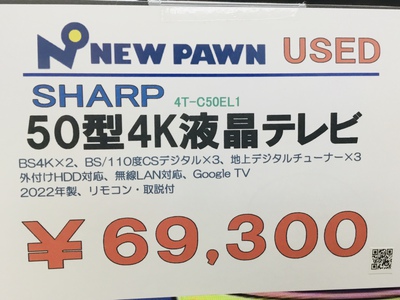 NEW PAWN USED
SHARP 4T-C50EL1
50型4K液晶テレビ
BS4K×2、BS/110度CSデジタル×3、地上デジタルチューナー×3
外付けHDD対応、無線LAN対応、Google TV
2022年製、リモコン・取説付
￥69,300